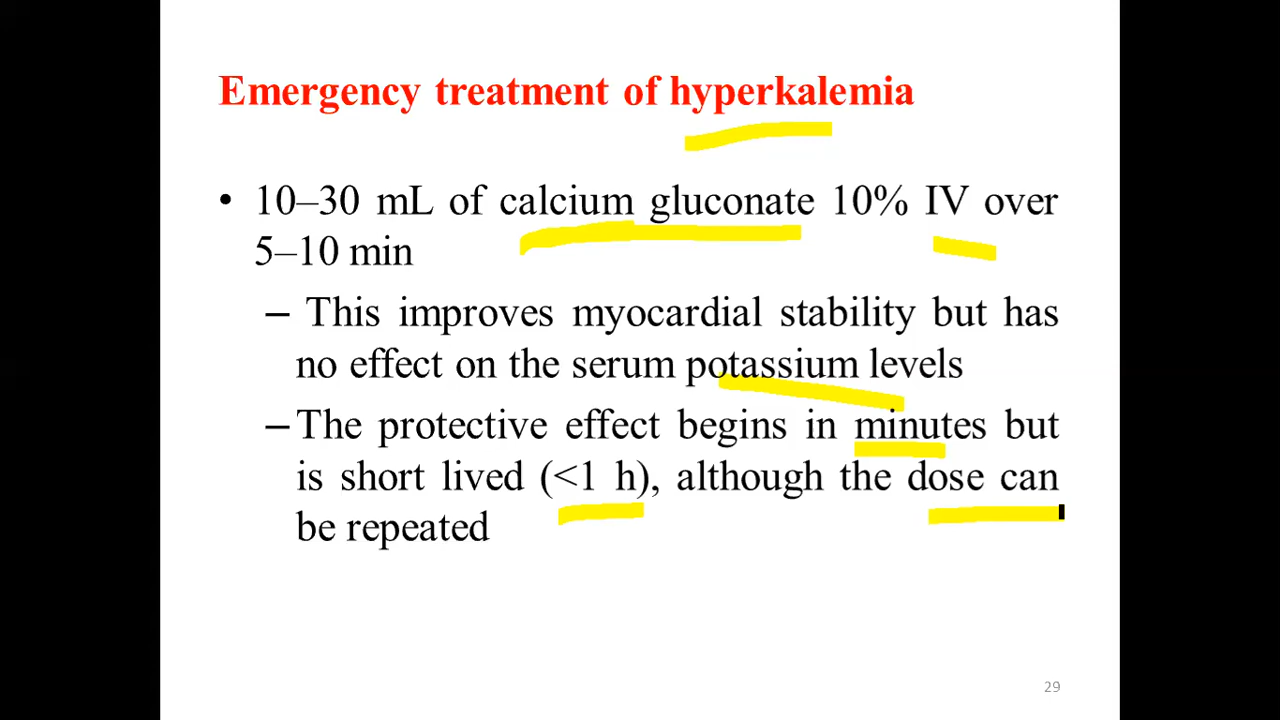 Emergency treatment of hyperkalemia
• 10–30 mL of calcium gluconate 10% IV over
5–10 min
– This improves myocardial stability but has
no effect on the serum potassium levels
– The protective effect begins in minutes but
is short lived (<1 h), although the dose can
be repeated
29